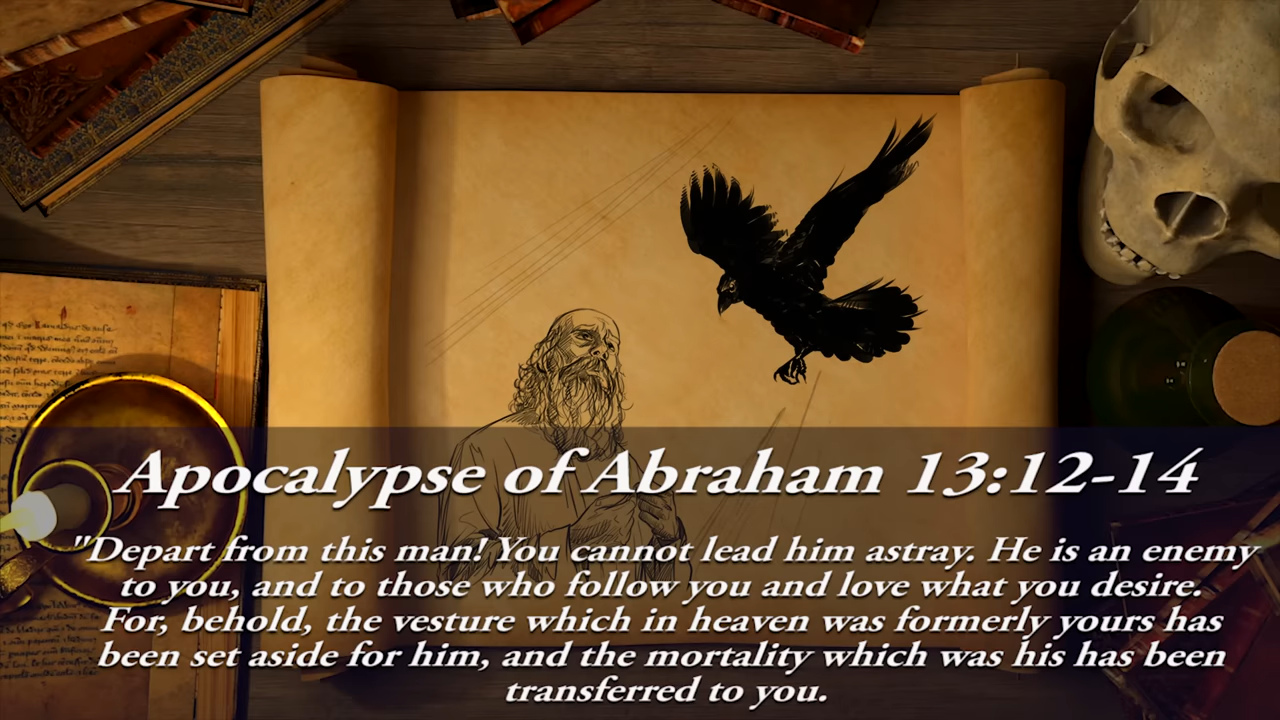 Apocalypse of Abraham 13:12-14
"Depart from this man! You cannot lead him astray. He is an enemy
to you, and to those who follow you and love what you desire.
For, behold, the vesture which in heaven was formerly yours has
been set aside for him, and the mortality which was his has been
transferred to you.